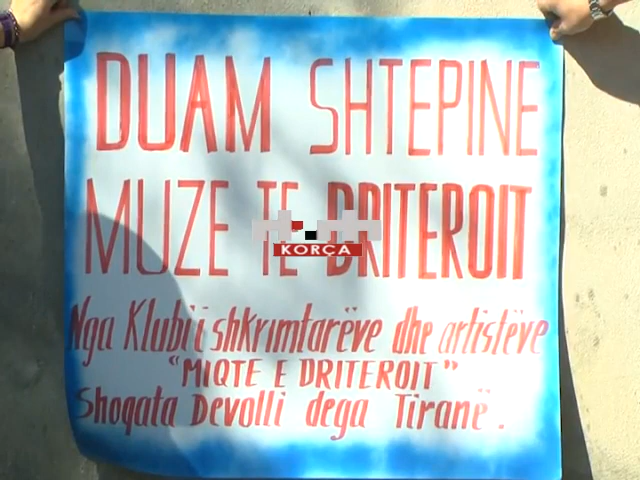 DUAM SHTEPINE
MUZE TE DRITEROIT
KORÇA
Nga Klubi i shkrimtarëve dhe artistëve
"MIQTE E DRITEROIT"
Shoqata Devolli dega Tiranë.